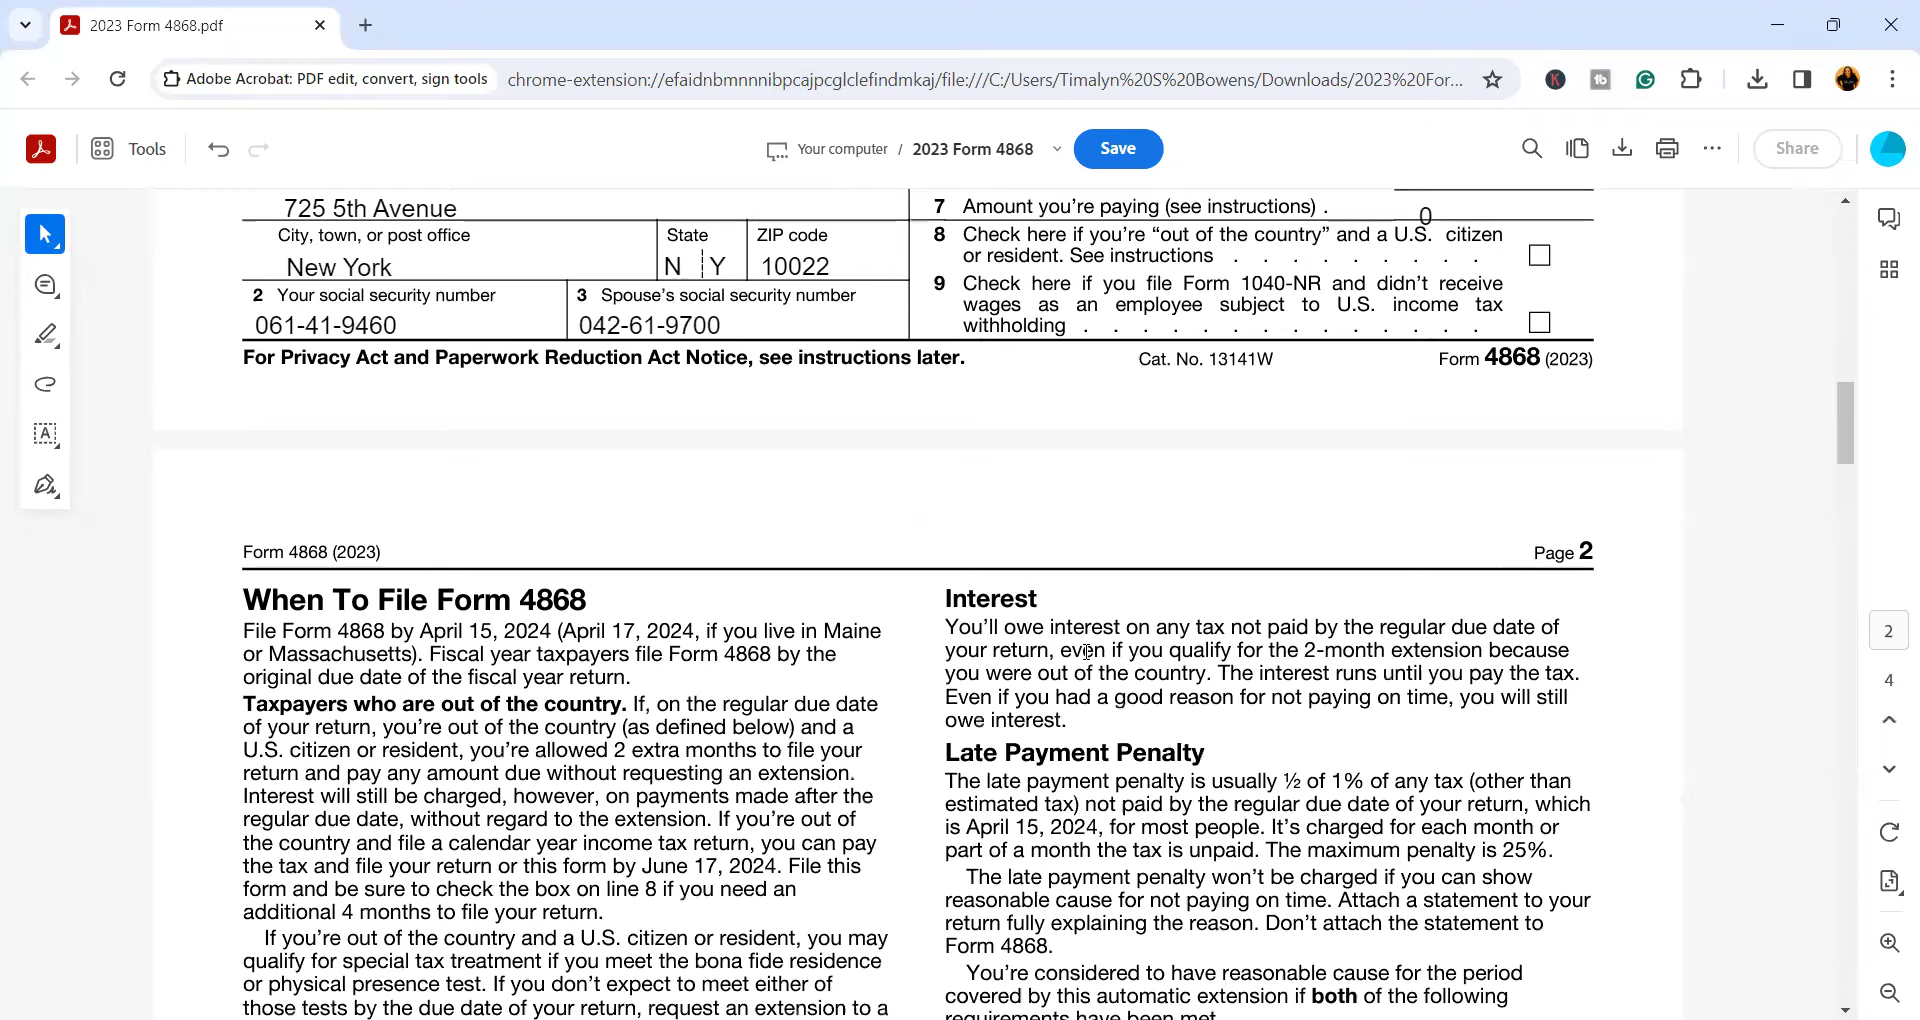 2023 Form 4868.pdf
Adobe Acrobat: PDF edit, convert, sign tools chrome-extension://efaidnbmnnnibpcajpcglclefindmkaj/file:///C:/Users/Timalyn%20S%20Bowens/Downloads/2023%20For...
Tools Your computer / 2023 Form 4868 Save Share
725 5th Avenue
City, town, or post office State ZIP code
New York N Y 10022
2 Your social security number 3 Spouse's social security number
061-41-9460 042-61-9700
7 Amount you're paying (see instructions) . 0
8 Check here if you're “out of the country” and a U.S. citizen
or resident. See instructions . . . . . . . . .
9 Check here if you file Form 1040-NR and didn't receive
wages as an employee subject to U.S. income tax
withholding . . . . . . . . . . . . . .
For Privacy Act and Paperwork Reduction Act Notice, see instructions later. Cat. No. 13141W Form 4868 (2023)
Form 4868 (2023) Page 2
When To File Form 4868
File Form 4868 by April 15, 2024 (April 17, 2024, if you live in Maine
or Massachusetts). Fiscal year taxpayers file Form 4868 by the
original due date of the fiscal year return.
Taxpayers who are out of the country. If, on the regular due date
of your return, you're out of the country (as defined below) and a
U.S. citizen or resident, you're allowed 2 extra months to file your
return and pay any amount due without requesting an extension.
Interest will still be charged, however, on payments made after the
regular due date, without regard to the extension. If you're out of
the country and file a calendar year income tax return, you can pay
the tax and file your return or this form by June 17, 2024. File this
form and be sure to check the box on line 8 if you need an
additional 4 months to file your return.
If you're out of the country and a U.S. citizen or resident, you may
qualify for special tax treatment if you meet the bona fide residence
or physical presence test. If you don't expect to meet either of
those tests by the due date of your return, request an extension to a
Interest
You'll owe interest on any tax not paid by the regular due date of
your return, even if you qualify for the 2-month extension because
you were out of the country. The interest runs until you pay the tax.
Even if you had a good reason for not paying on time, you will still
owe interest.
Late Payment Penalty
The late payment penalty is usually ½ of 1% of any tax (other than
estimated tax) not paid by the regular due date of your return, which
is April 15, 2024, for most people. It's charged for each month or
part of a month the tax is unpaid. The maximum penalty is 25%.
The late payment penalty won't be charged if you can show
reasonable cause for not paying on time. Attach a statement to your
return fully explaining the reason. Don't attach the statement to
Form 4868.
You're considered to have reasonable cause for the period
covered by this automatic extension if both of the following
requirements have been met.
2
4